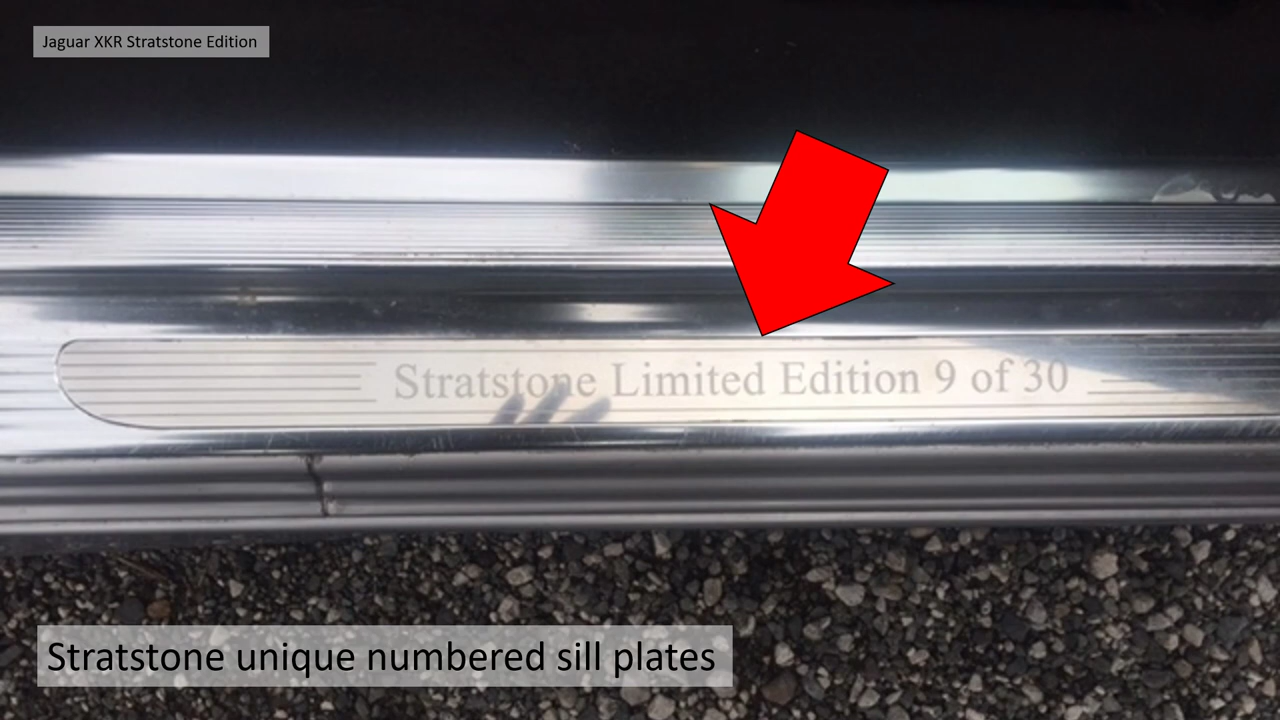 Jaguar XKR Stratstone Edition
Stratstone Limited Edition 9 of 30
Stratstone unique numbered sill plates